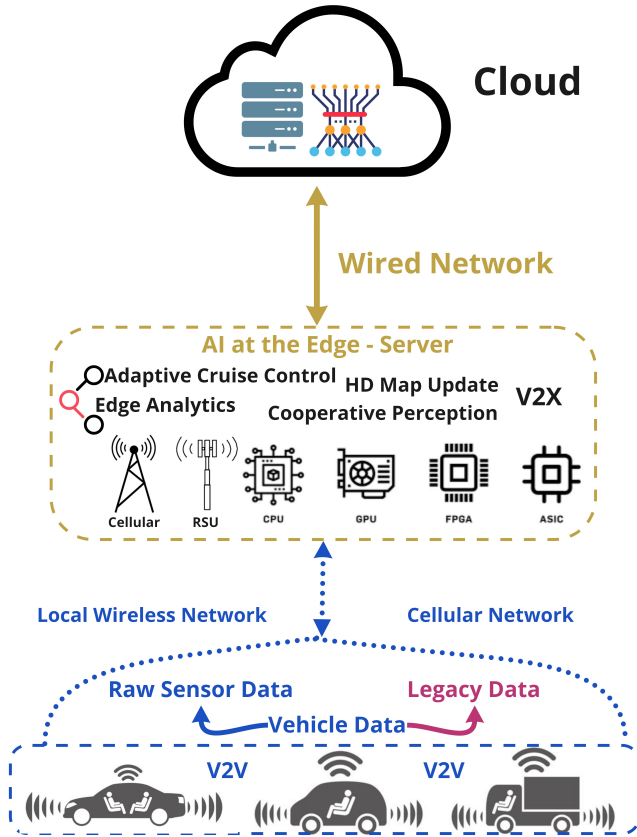 Cloud
Wired Network
AI at the Edge - Server
Adaptive Cruise Control
HD Map Update
V2X
Edge Analytics
Cooperative Perception
Cellular
RSU
CPU
GPU
FPGA
ASIC
Local Wireless Network
Cellular Network
Raw Sensor Data
Legacy Data
Vehicle Data
V2V
V2V